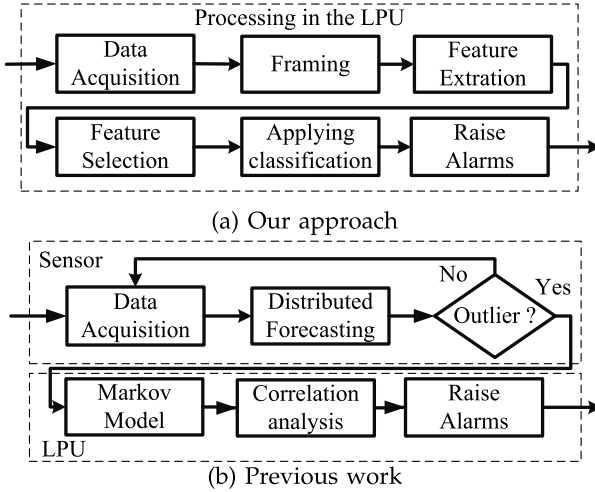 Processing in the LPU
Data
Acquisition
Framing
Feature
Extration
Feature
Selection
Applying
classification
Raise
Alarms
(a) Our approach
Sensor
No
Yes
Data
Acquisition
Distributed
Forecasting
Outlier ?
Markov
Model
Correlation
analysis
Raise
Alarms
LPU
(b) Previous work